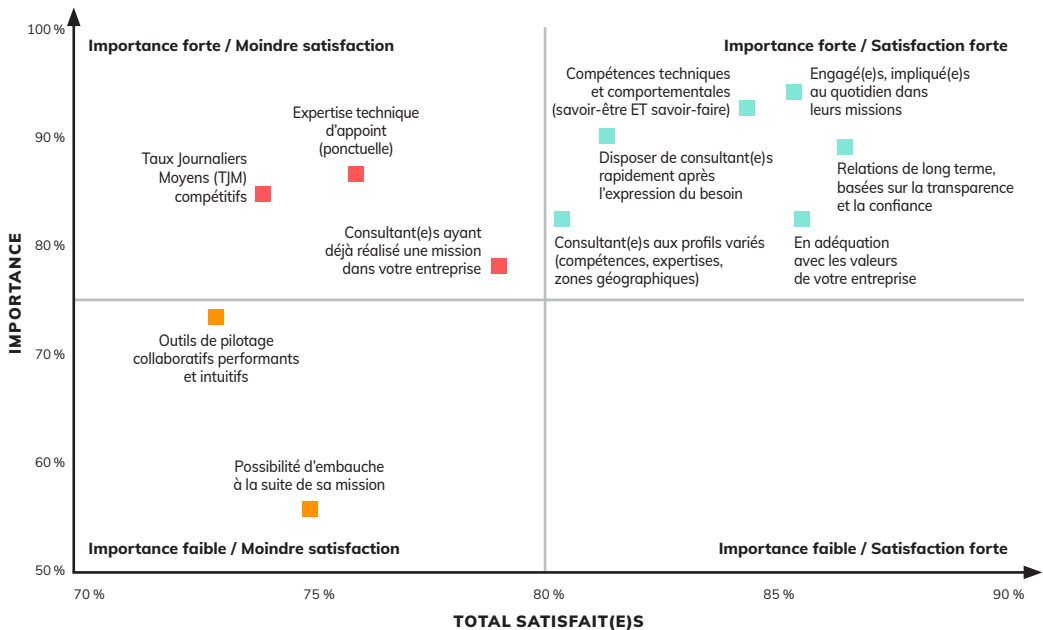 100 %
Importance forte / Moindre satisfaction
Importance forte / Satisfaction forte
Compétences techniques
et comportementales
(savoir-être ET savoir-faire)
Engagé(e)s, impliqué(e)s
au quotidien dans
leurs missions
Expertise technique
d'appoint
(ponctuelle)
90 %
Taux Journaliers
Moyens (TJM)
compétitifs
Disposer de consultant(e)s
rapidement après
l'expression du besoin
Relations de long terme,
basées sur la transparence
et la confiance
Consultant(e)s ayant
déjà réalisé une mission
dans votre entreprise
80 %
Consultant(e)s aux profils variés
(compétences, expertises,
zones géographiques)
En adéquation
avec les valeurs
de votre entreprise
IMPORTANCE
Outils de pilotage
collaboratifs performants
et intuitifs
70 %
60 %
Possibilité d'embauche
à la suite de sa mission
Importance faible / Moindre satisfaction
Importance faible / Satisfaction forte
50 %
70 %
75 %
80 %
85 %
90 %
TOTAL SATISFAIT(E)S